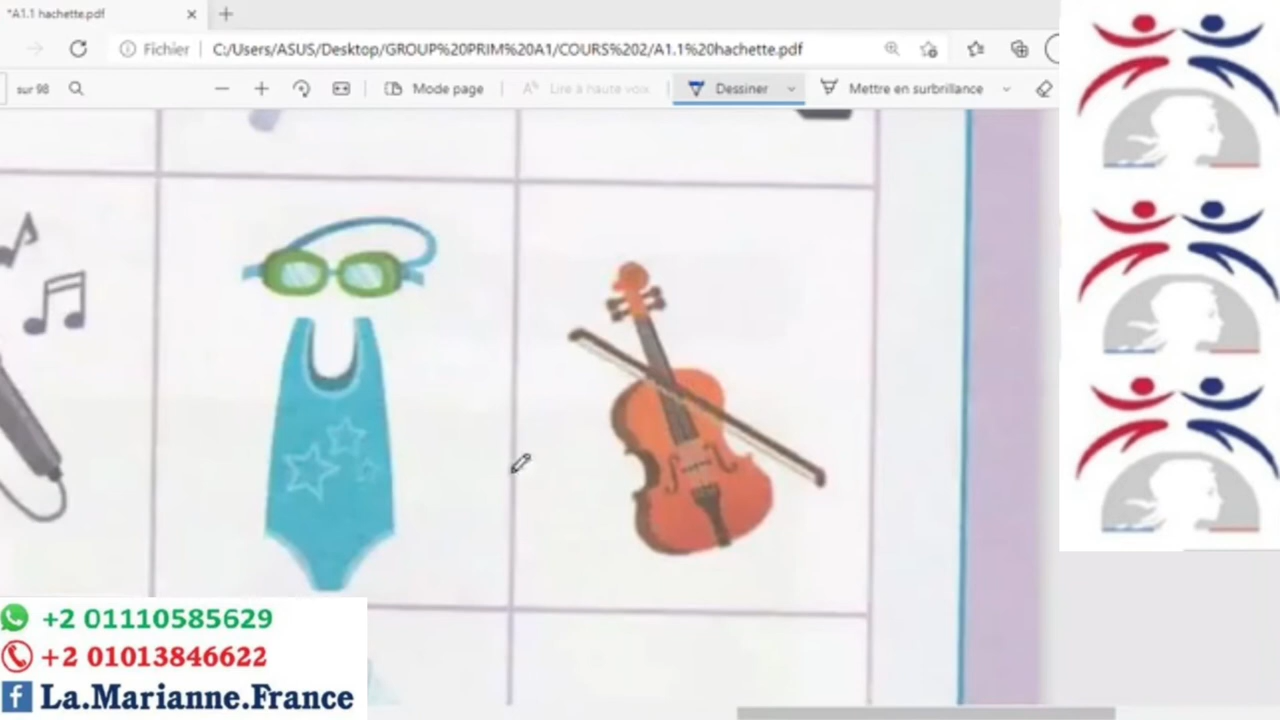 *A1.1 hachette.pdf
Fichier
C:/Users/ASUS/Desktop/GROUP%20PRIM%20A1/COURS%202/A1.1%20hachette.pdf
sur 98
Mode page
Lire à haute voix
Dessiner
Mettre en surbrillance
+2 01110585629
+2 01013846622
La.Marianne.France